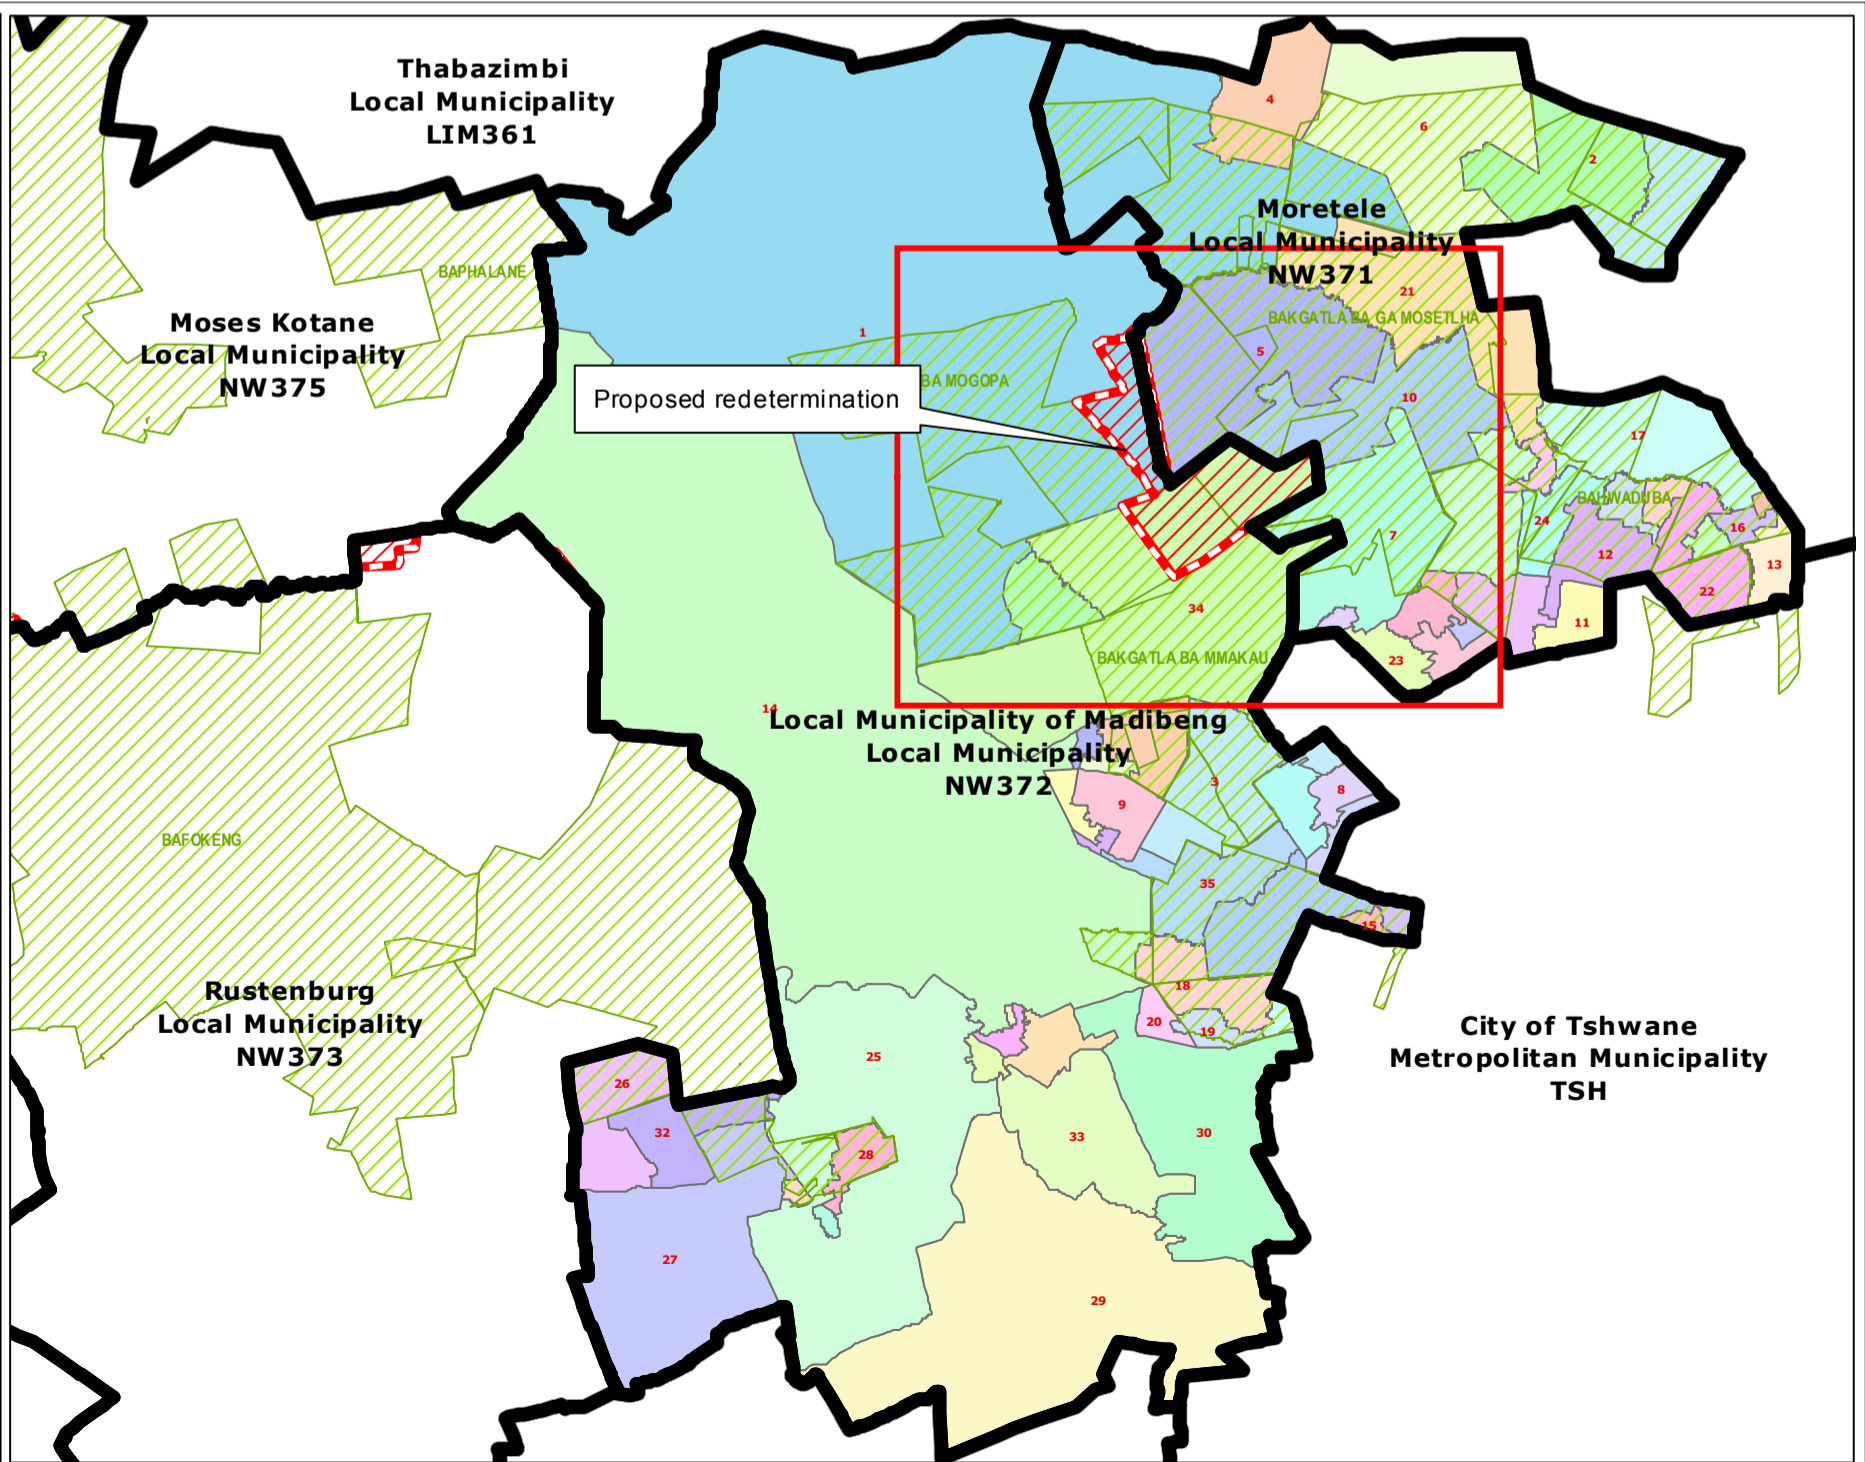 Thabazimbi
Local Municipality
LIM361
4
6
2
Moretele
Local Municipality
NW371
BAPHALANE
21
BAKGATLA BA GA MOSETLHA
Moses Kotane
Local Municipality
NW375
1
5
BA MOGOPA
Proposed redetermination
10
17
BAHWADUBA
24
16
7
12
13
34
22
11
BAKGATLA BA MMAKAU
23
14
Local Municipality of Madibeng
Local Municipality
NW372
3
8
9
BAFOKENG
35
15
18
20
19
Rustenburg
Local Municipality
NW373
City of Tshwane
Metropolitan Municipality
TSH
25
26
32
33
30
28
27
29